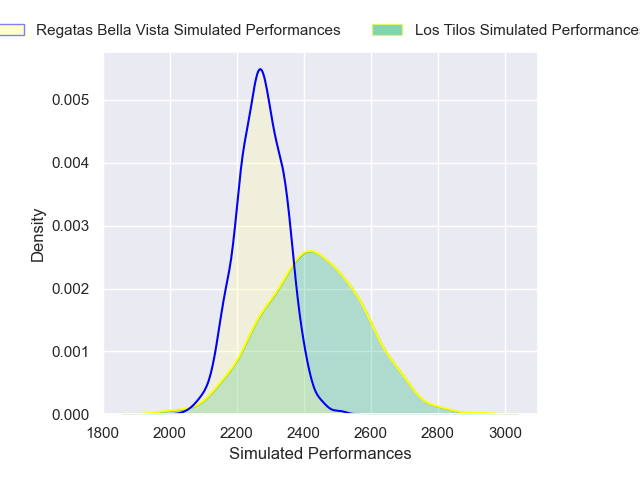 Regatas Bella Vista Simulated Performances
Los Tilos Simulated Performance
0.005
0.004
0.003
0.002
0.001
0.000
Density
1800 2000 2200 2400 2600 2800 3000
Simulated Performances